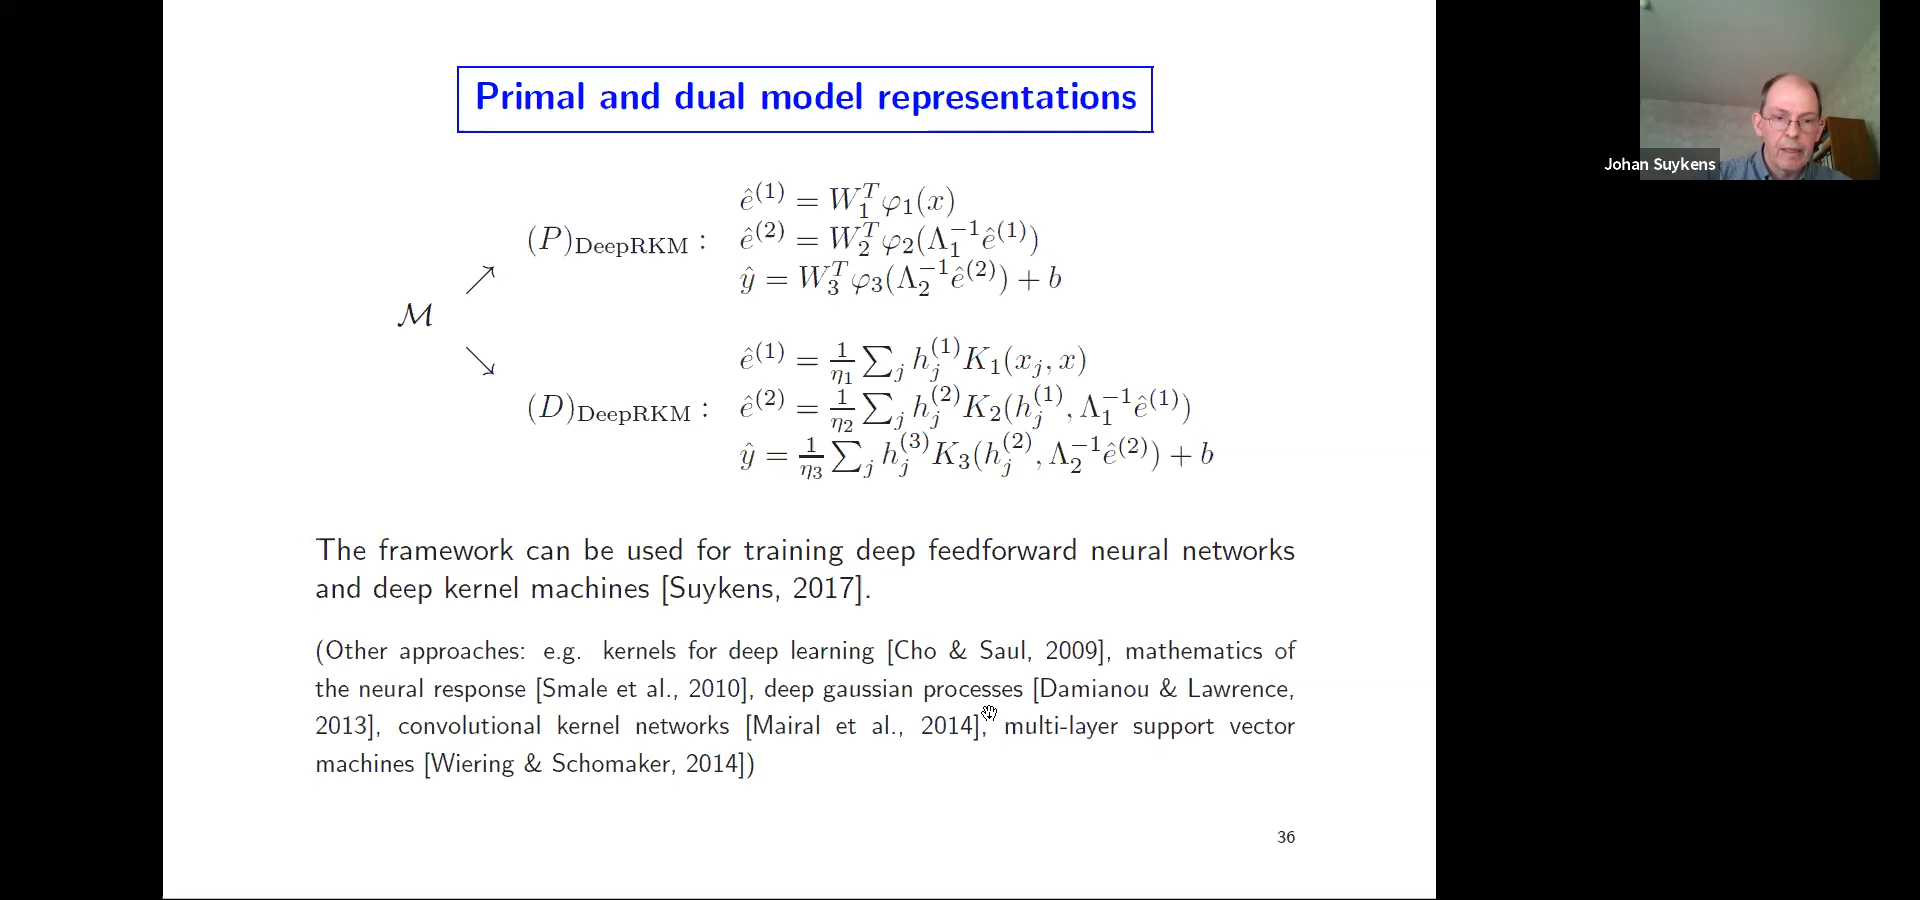 Primal and dual model representations
Johan Suykens
ê^(1) = W_1^T φ_1(x)
(P)_DeepRKM : ê^(2) = W_2^T φ_2(Λ_1^{-1} ê^(1))
ŷ = W_3^T φ_3(Λ_2^{-1} ê^(2)) + b
ℳ
ê^(1) = 1/η_1 ∑_j h_j^(1) K_1(x_j, x)
(D)_DeepRKM : ê^(2) = 1/η_2 ∑_j h_j^(2) K_2(h_j^(1), Λ_1^{-1} ê^(1))
ŷ = 1/η_3 ∑_j h_j^(3) K_3(h_j^(2), Λ_2^{-1} ê^(2)) + b
The framework can be used for training deep feedforward neural networks
and deep kernel machines [Suykens, 2017].
(Other approaches: e.g. kernels for deep learning [Cho & Saul, 2009], mathematics of
the neural response [Smale et al., 2010], deep gaussian processes [Damianou & Lawrence,
2013], convolutional kernel networks [Mairal et al., 2014], multi-layer support vector
machines [Wiering & Schomaker, 2014])
36